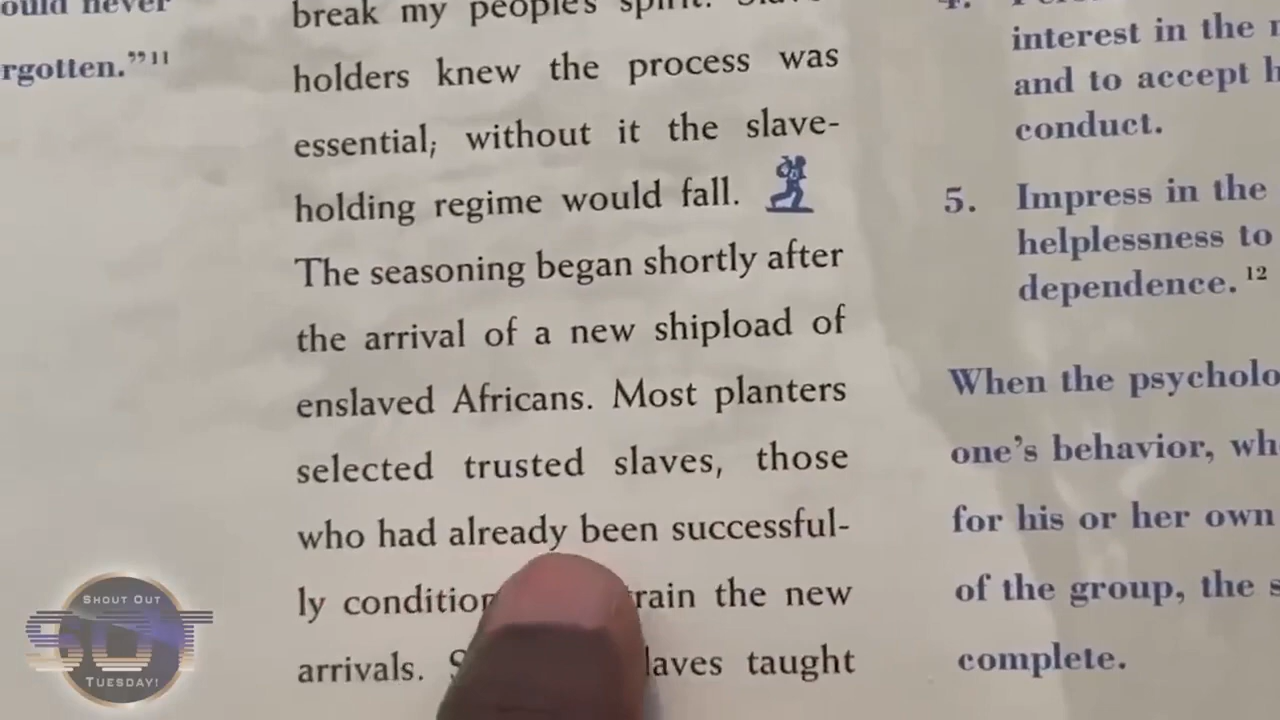 ould never
rgotten.”11
break my people's spirit.
holders knew the process was
essential; without it the slave-
holding regime would fall.
The seasoning began shortly after
the arrival of a new shipload of
enslaved Africans. Most planters
selected trusted slaves, those
who had already been successful-
ly condition
rain the new
arrivals.
laves taught
4.
interest in the
and to accept
conduct.
5. Impress in the
helplessness to
dependence. 12
When the psycholo
one's behavior, wh
for his or her own
of the group, the s
complete.
SHOUT OUT
SOT
TUESDAY!